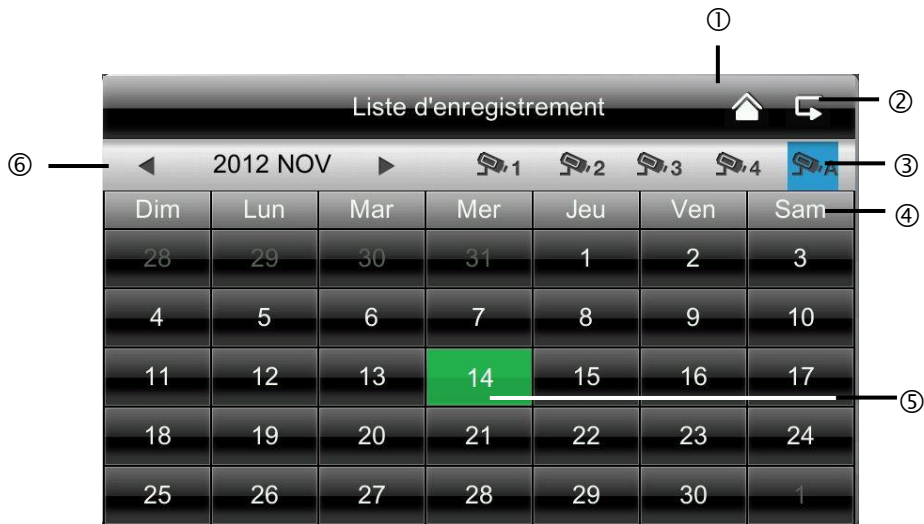 ①
Liste d'enregistrement
②
⑥ 2012 NOV 1 2 3 4 A ③
Dim Lun Mar Mer Jeu Ven Sam ④
28 29 30 31 1 2 3
4 5 6 7 8 9 10
11 12 13 14 15 16 17
⑤
18 19 20 21 22 23 24
25 26 27 28 29 30 1